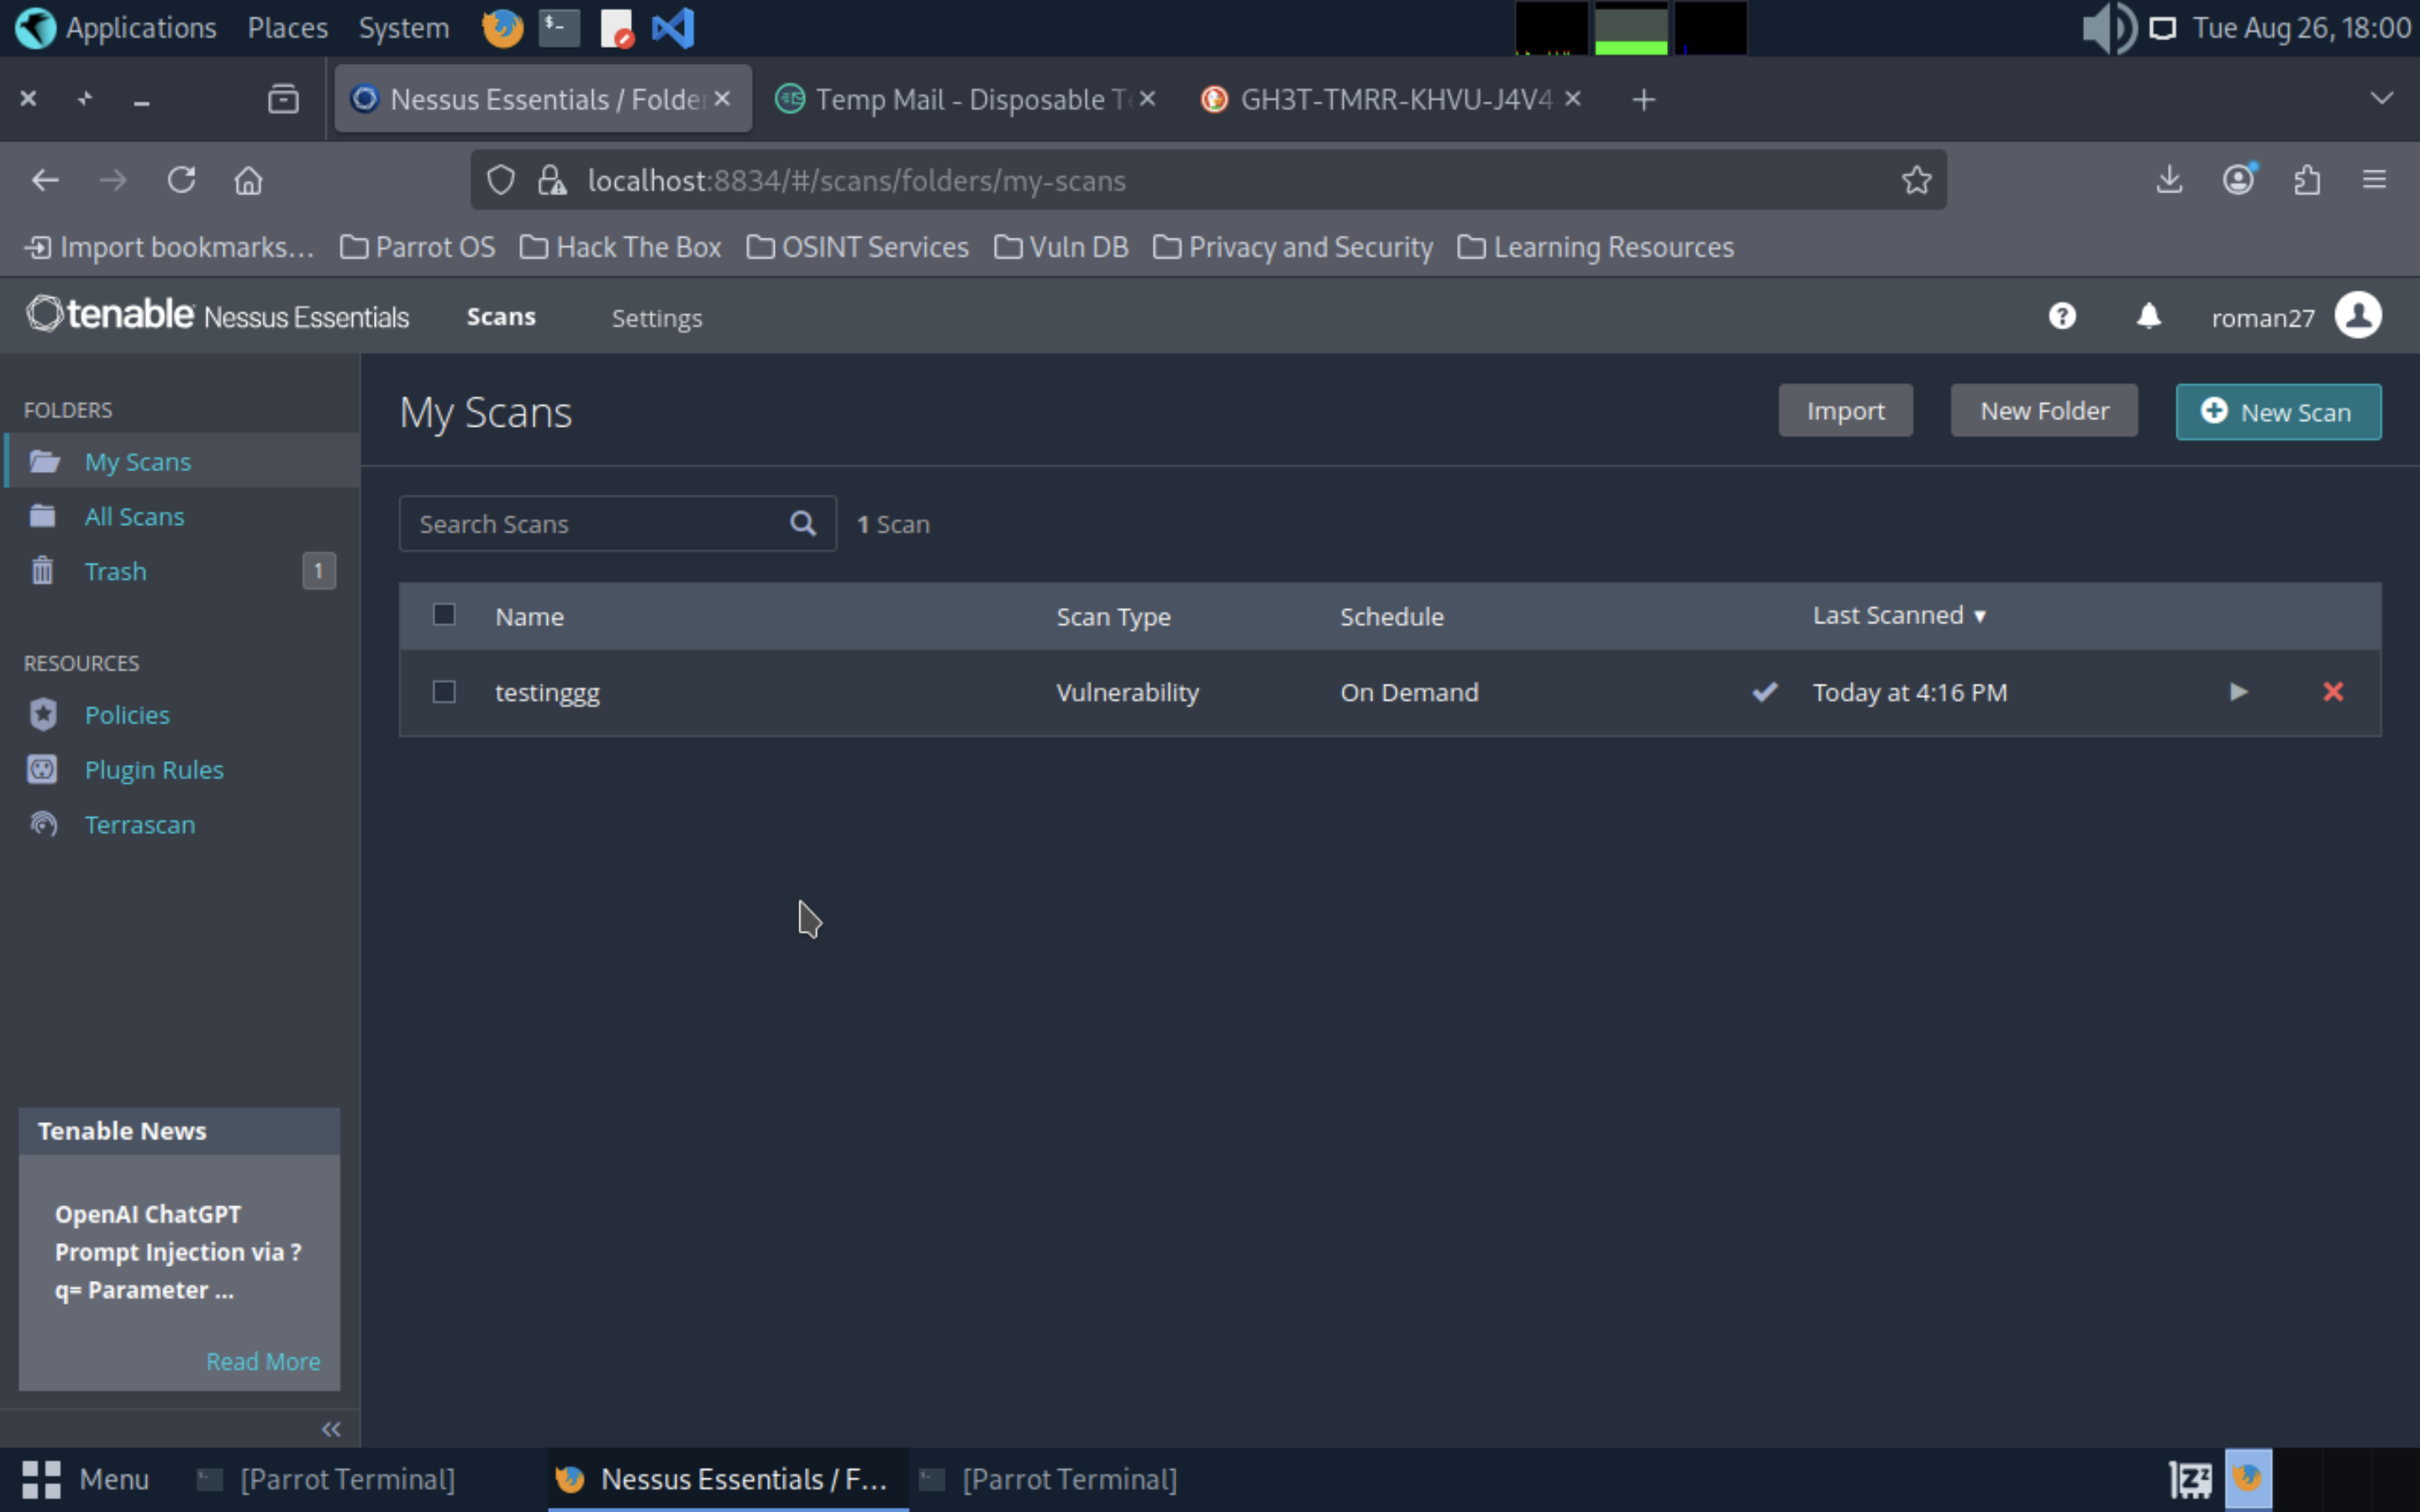 Applications Places System
Tue Aug 26, 18:00
Nessus Essentials / Folder
Temp Mail - Disposable Te
GH3T-TMRR-KHVU-J4V4
localhost:8834/#/scans/folders/my-scans
Import bookmarks... Parrot OS Hack The Box OSINT Services Vuln DB Privacy and Security Learning Resources
tenable Nessus Essentials Scans Settings roman27
FOLDERS
My Scans
All Scans
Trash 1
RESOURCES
Policies
Plugin Rules
Terrascan
Tenable News
OpenAI ChatGPT
Prompt Injection via ?
q= Parameter ...
Read More
My Scans
Import New Folder New Scan
Search Scans 1 Scan
Name Scan Type Schedule Last Scanned ▼
testinggg Vulnerability On Demand Today at 4:16 PM
Menu [Parrot Terminal] Nessus Essentials / F... [Parrot Terminal]